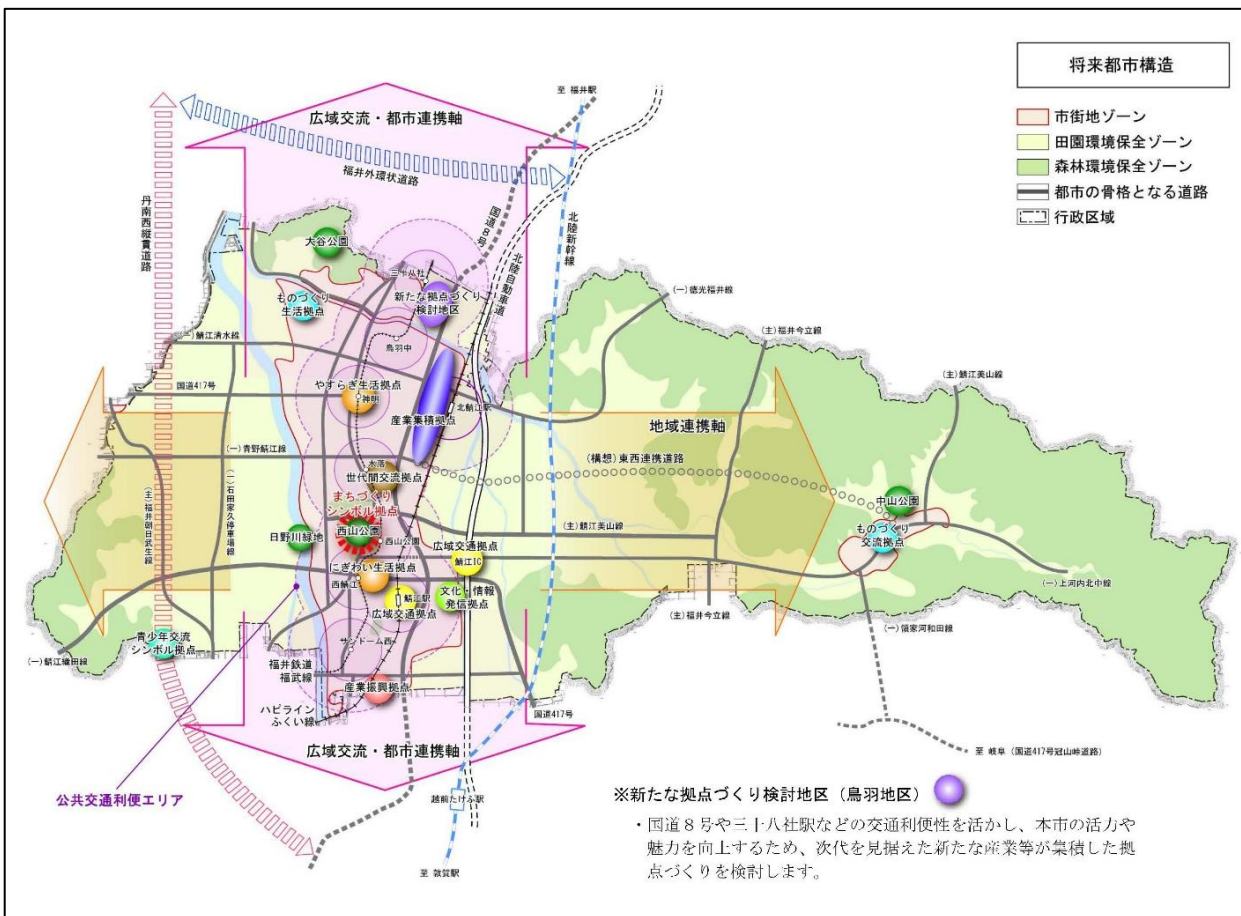 将来都市構造
市街地ゾーン
田園環境保全ゾーン
森林環境保全ゾーン
都市の骨格となる道路
行政区域
至 福井駅
広域交流・都市連携軸
福井外環状道路
丹南西縦貫道路
国道8号
北陸自動車道
北陸新幹線
大谷公園
三十八社
ものづくり
生活拠点
新たな拠点づくり
検討地区
(一)徳光福井線
(主)福井今立線
(一)鯖江清水線
鳥羽中
(主)鯖江美山線
国道417号
やすらぎ生活拠点
神明
産業集積拠点
北鯖江駅
地域連携軸
(一)青野鯖江線
水落
世代間交流拠点
(構想)東西連携道路
まちづくり
シンボル拠点
中山公園
(主)福井朝日武生線
(一)石田家久停車場線
西山公園
日野川緑地
西山公園
(主)鯖江美山線
ものづくり
交流拠点
広域交通拠点
鯖江IC
にぎわい生活拠点
西鯖江
鯖江駅
文化・情報
発信拠点
広域交通拠点
(一)上河内北中線
(主)福井今立線
(一)領家河和田線
青少年交流
シンボル拠点
サンドーム西
(一)鯖江織田線
福井鉄道
福武線
産業振興拠点
ハピライン
ふくい線
国道417号
広域交流・都市連携軸
至 岐阜(国道417号冠山峠道路)
公共交通利便エリア
越前たけふ駅
至 敦賀駅
※新たな拠点づくり検討地区(鳥羽地区)
・国道8号や三十八社駅などの交通利便性を活かし、本市の活力や
魅力を向上するため、次代を見据えた新たな産業等が集積した拠
点づくりを検討します。